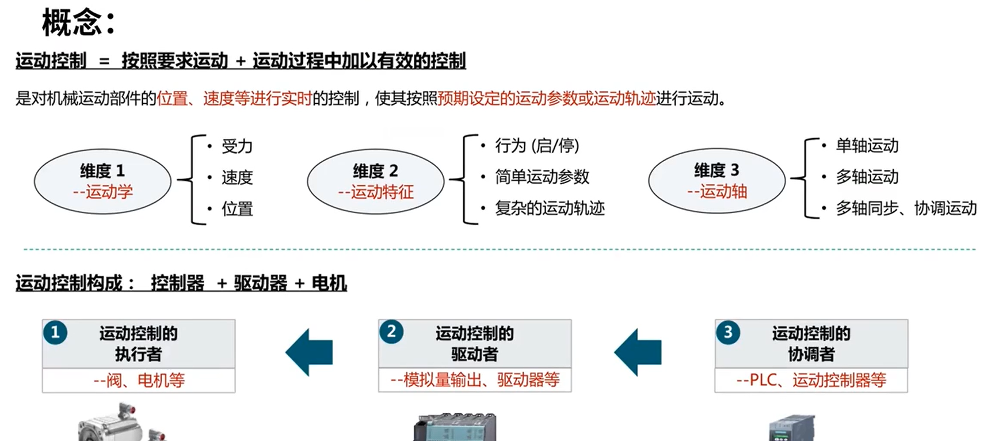 概念：
运动控制 = 按照要求运动 + 运动过程中加以有效的控制
是对机械运动部件的位置、速度等进行实时的控制，使其按照预期设定的运动参数或运动轨迹进行运动。
维度 1
--运动学
• 受力
• 速度
• 位置
维度 2
--运动特征
• 行为 (启/停)
• 简单运动参数
• 复杂的运动轨迹
维度 3
--运动轴
• 单轴运动
• 多轴运动
• 多轴同步、协调运动
运动控制构成： 控制器 + 驱动器 + 电机
1
运动控制的
执行者
--阀、电机等
2
运动控制的
驱动者
--模拟量输出、驱动器等
3
运动控制的
协调者
--PLC、运动控制器等